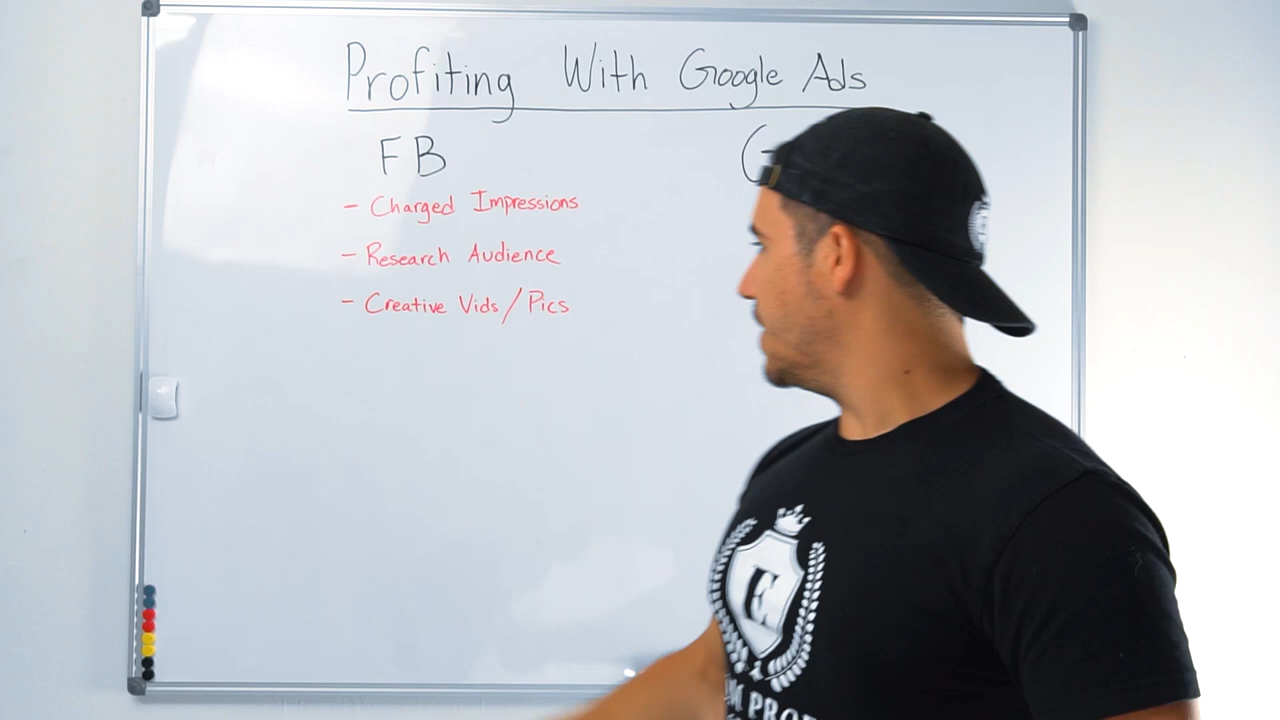 Profiting With Google Ads
FB
G
- Charged Impressions
- Research Audience
- Creative Vids / Pics
E